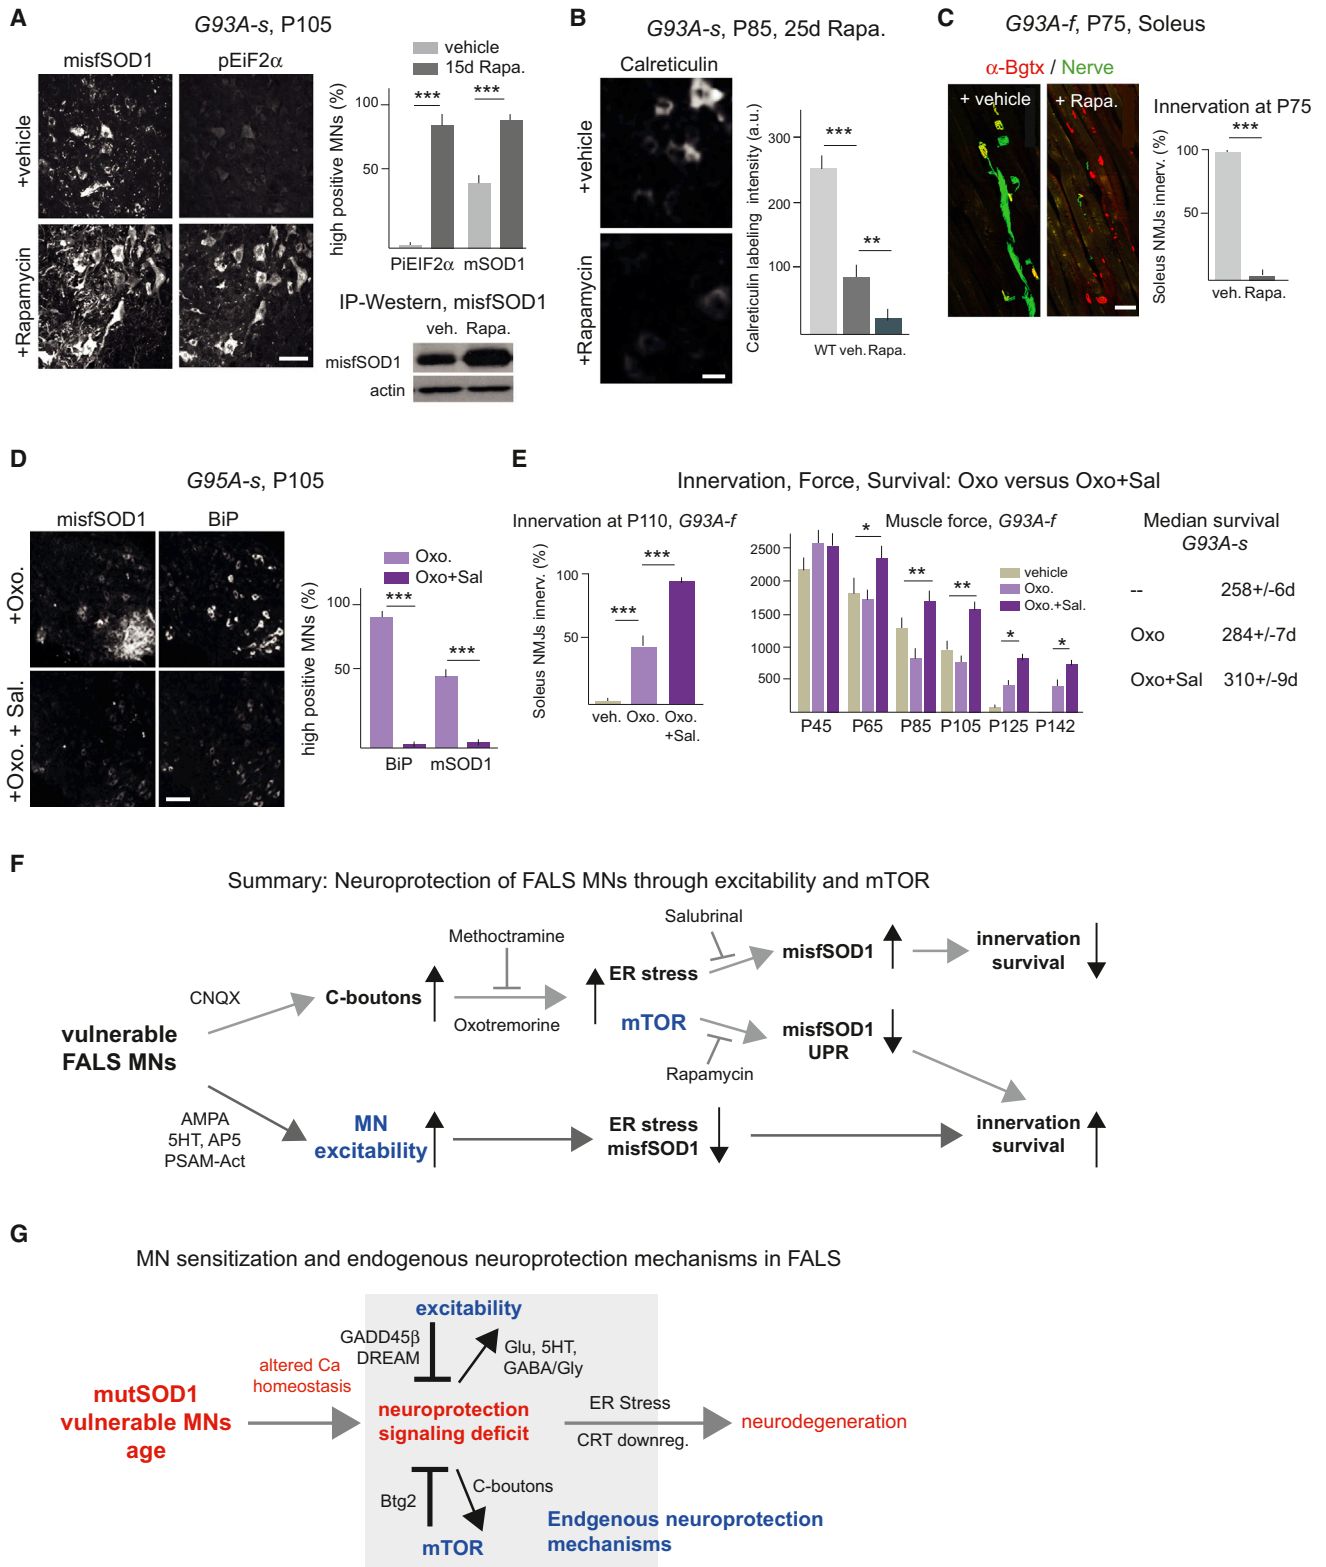 A
G93A-s, P105
misfSOD1
pEiF2α
+vehicle
+Rapamycin
vehicle
15d Rapa.
high positive MNs (%)
100
50
***
***
PiEIF2α mSOD1
IP-Western, misfSOD1
veh. Rapa.
misfSOD1
actin
B
G93A-s, P85, 25d Rapa.
Calreticulin
+vehicle
+Rapamycin
Calreticulin labeling intensity (a.u.)
300
200
100
***
**
WT veh. Rapa.
C
G93A-f, P75, Soleus
α-Bgtx / Nerve
+ vehicle
+ Rapa.
Innervation at P75
***
Soleus NMJs innerv. (%)
100
50
veh. Rapa.
D
G95A-s, P105
misfSOD1
BiP
+Oxo.
+Oxo. + Sal.
Oxo.
Oxo+Sal
high positive MNs (%)
100
50
***
***
BiP mSOD1
E
Innervation, Force, Survival: Oxo versus Oxo+Sal
Innervation at P110, G93A-f
Soleus NMJs innerv. (%)
100
50
***
***
veh. Oxo. Oxo.
+Sal.
Muscle force, G93A-f
2500
2000
1500
1000
500
*
**
**
*
*
vehicle
Oxo.
Oxo.+Sal.
P45 P65 P85 P105 P125 P142
Median survival
G93A-s
-- 258+/-6d
Oxo 284+/-7d
Oxo+Sal 310+/-9d
F
Summary: Neuroprotection of FALS MNs through excitability and mTOR
vulnerable
FALS MNs
CNQX
C-boutons
Methoctramine
Oxotremorine
ER stress
mTOR
Salubrinal
Rapamycin
misfSOD1
misfSOD1
UPR
innervation
survival
AMPA
5HT, AP5
PSAM-Act
MN
excitability
ER stress
misfSOD1
innervation
survival
G
MN sensitization and endogenous neuroprotection mechanisms in FALS
mutSOD1
vulnerable MNs
age
altered Ca
homeostasis
excitability
GADD45β
DREAM
Glu, 5HT,
GABA/Gly
neuroprotection
signaling deficit
ER Stress
CRT downreg.
neurodegeneration
Btg2
C-boutons
mTOR
Endgenous neuroprotection
mechanisms